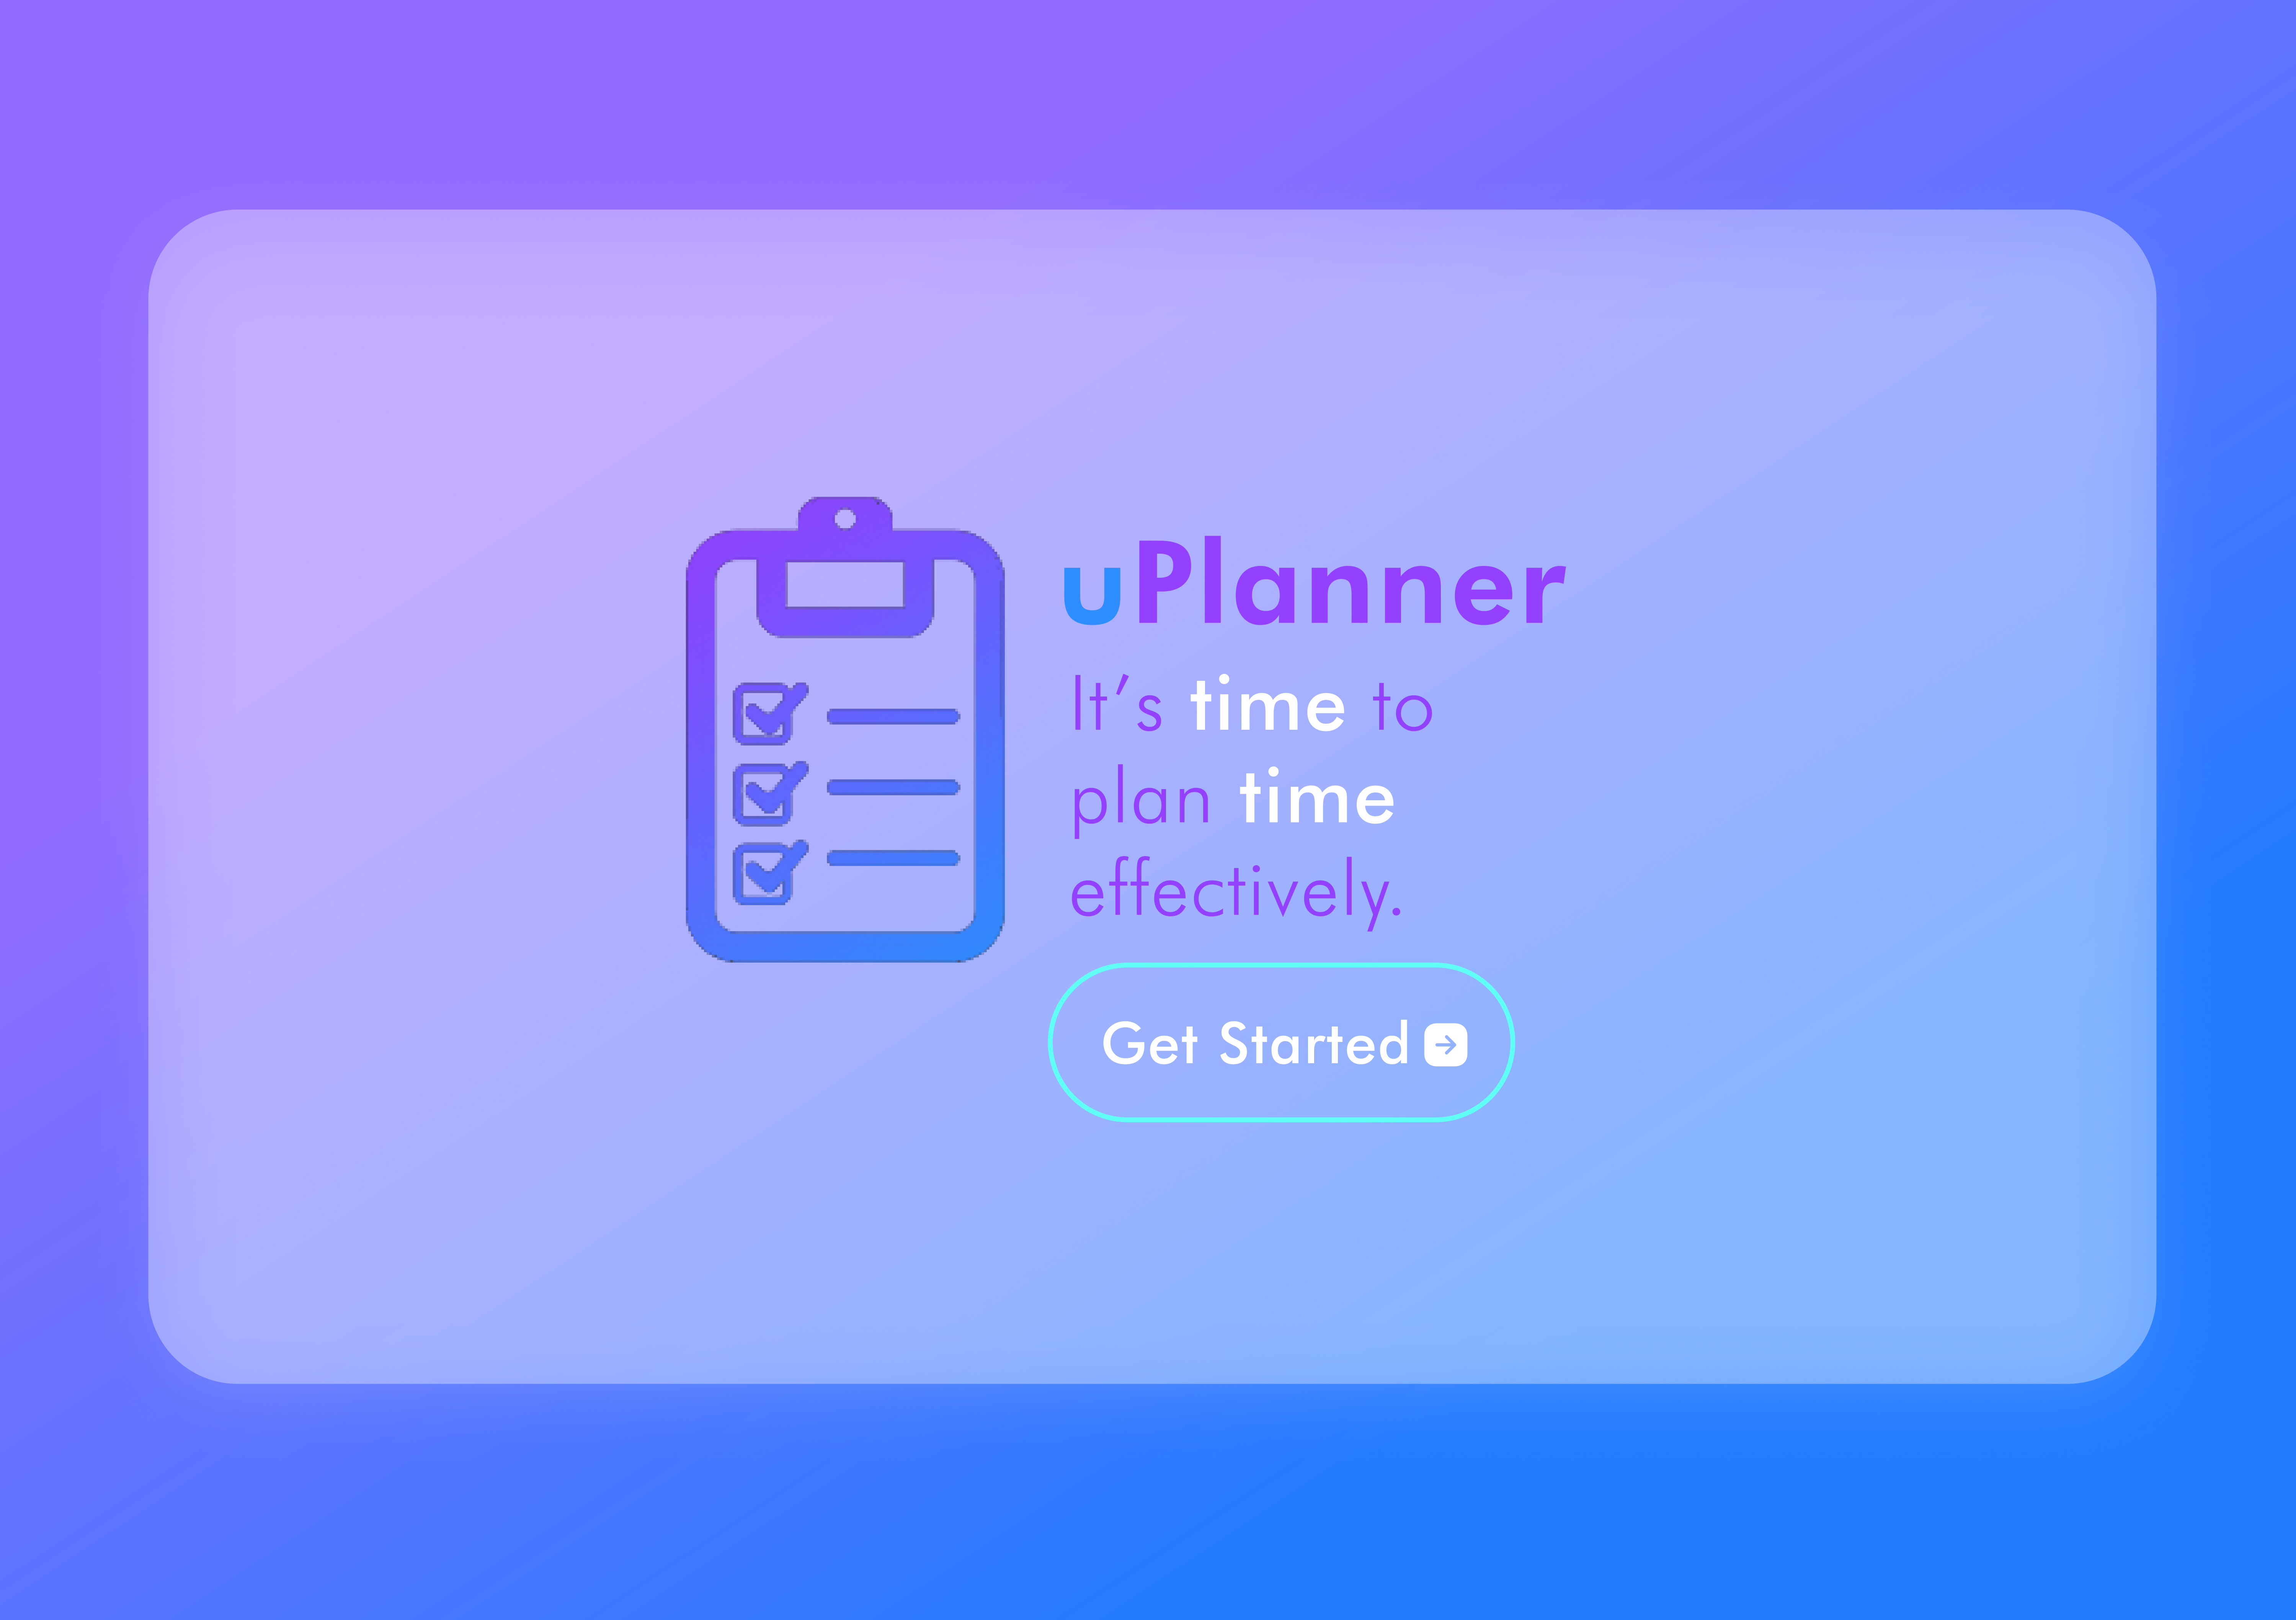 uPlanner
It’s time to
plan time
effectively.
Get Started